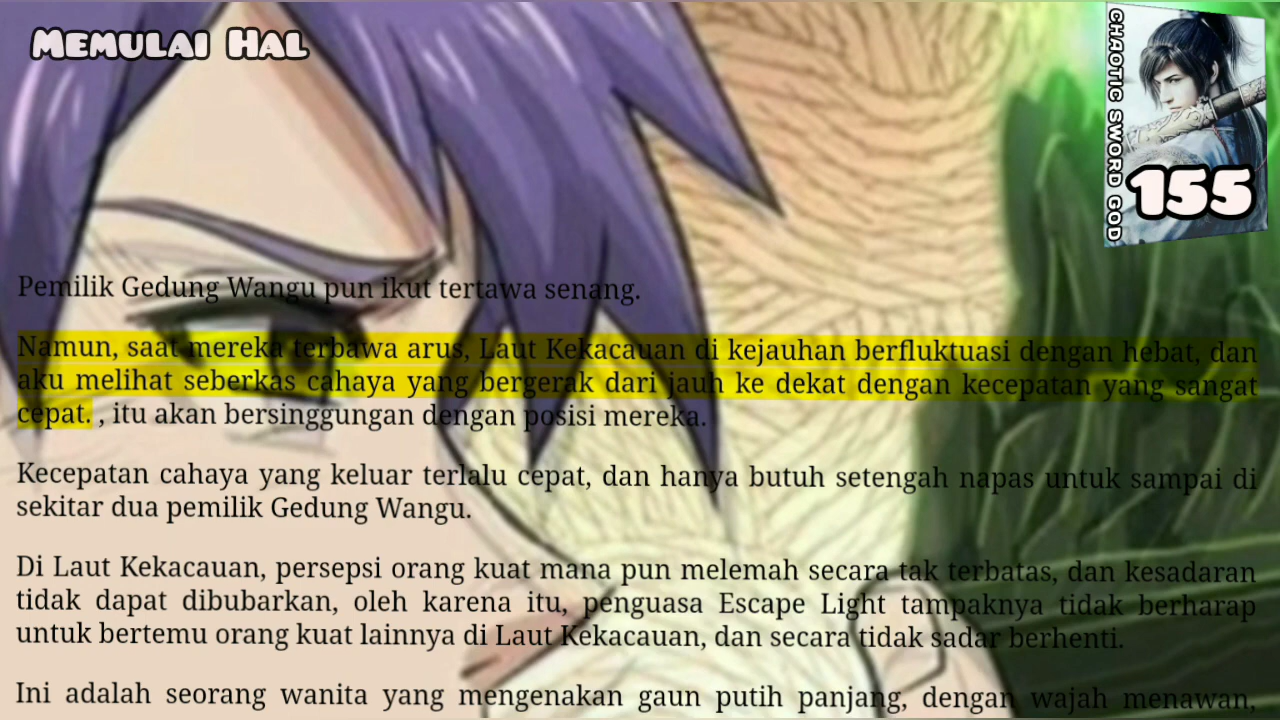 Memulai Hal
CHAOTIC SWORD GOD
155
Pemilik Gedung Wangu pun ikut tertawa senang.
Namun, saat mereka terbawa arus, Laut Kekacauan di kejauhan berfluktuasi dengan hebat, dan
aku melihat seberkas cahaya yang bergerak dari jauh ke dekat dengan kecepatan yang sangat
cepat. , itu akan bersinggungan dengan posisi mereka.
Kecepatan cahaya yang keluar terlalu cepat, dan hanya butuh setengah napas untuk sampai di
sekitar dua pemilik Gedung Wangu.
Di Laut Kekacauan, persepsi orang kuat mana pun melemah secara tak terbatas, dan kesadaran
tidak dapat dibubarkan, oleh karena itu, penguasa Escape Light tampaknya tidak berharap
untuk bertemu orang kuat lainnya di Laut Kekacauan, dan secara tidak sadar berhenti.
Ini adalah seorang wanita yang mengenakan gaun putih panjang, dengan wajah menawan,